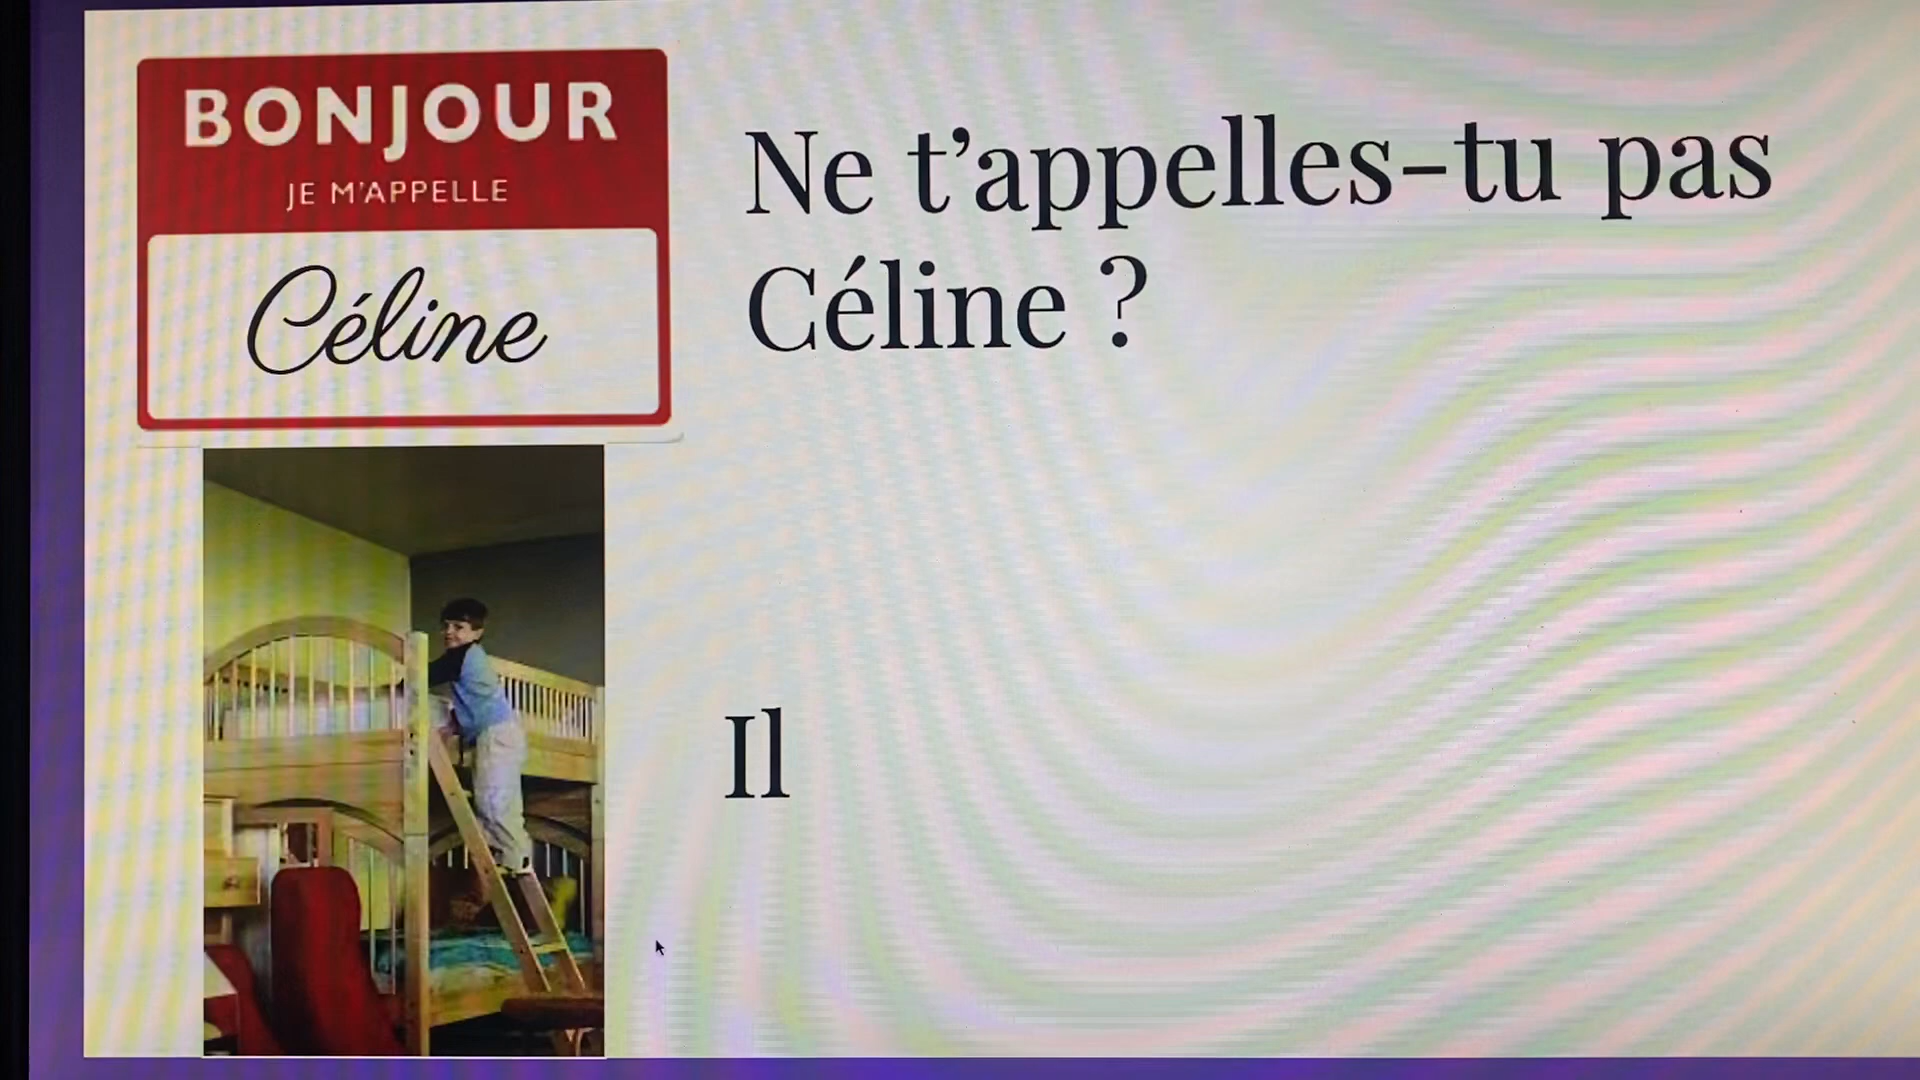 BONJOUR
JE M'APPELLE
Céline
Ne t'appelles-tu pas
Céline ?
Il